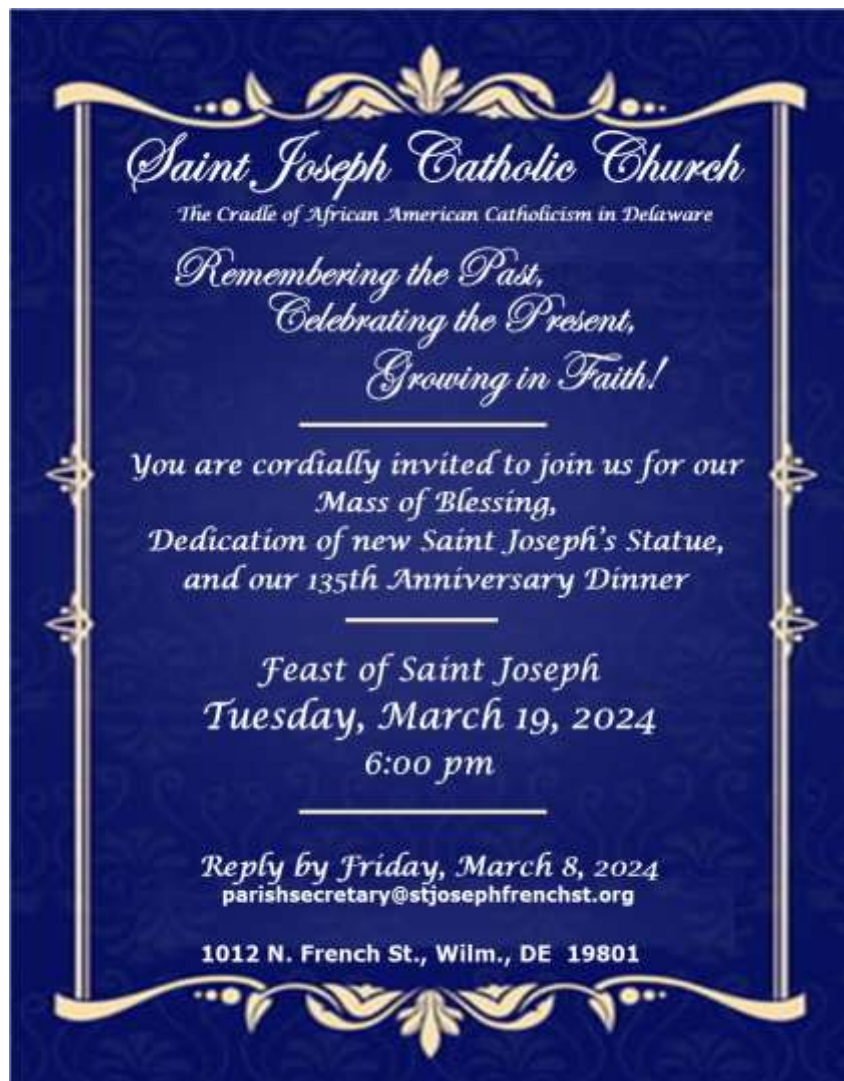 Saint Joseph Catholic Church
The Cradle of African American Catholicism in Delaware
Remembering the Past,
Celebrating the Present,
Growing in Faith!
You are cordially invited to join us for our
Mass of Blessing,
Dedication of new Saint Joseph's Statue,
and our 135th Anniversary Dinner
Feast of Saint Joseph
Tuesday, March 19, 2024
6:00 pm
Reply by Friday, March 8, 2024
parishsecretary@stjosephfrenchst.org
1012 N. French St., Wilm., DE 19801